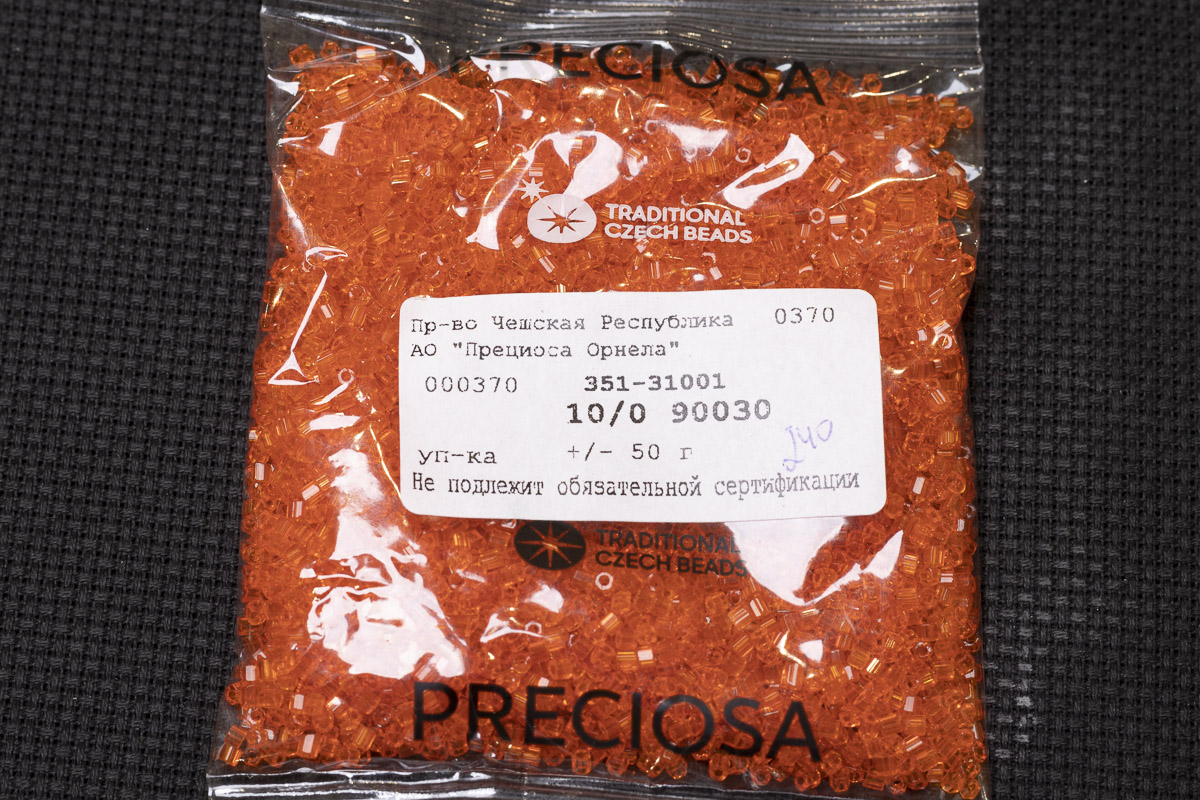 PRECIOSA
TRADITIONAL
CZECH BEADS
Пр-во Чешская Республика 0370
АО "Прециоса Орнела"
000370 351-31001
10/0 90030
240
уп-ка +/- 50 г
Не подлежит обязательной сертификации
TRADITIONAL
CZECH BEADS
PRECIOSA